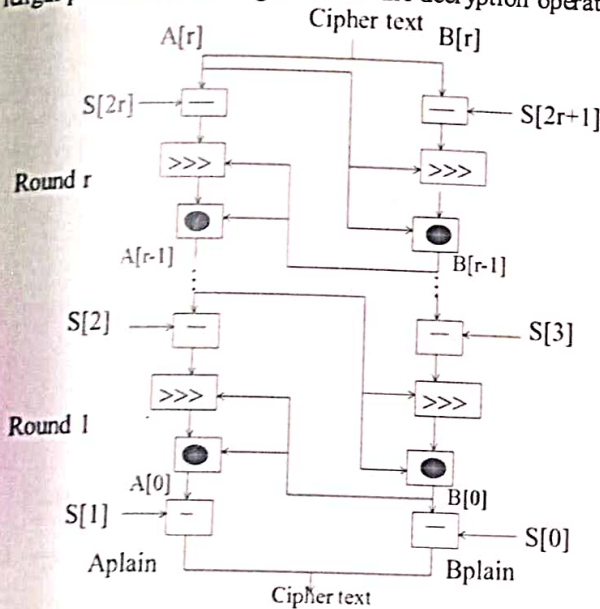 Cipher text
A[r] B[r]
S[2r] — — S[2r+1]
>>> >>>
Round r
A[r-1] B[r-1]
S[2] — — S[3]
>>> >>>
Round 1
A[0] B[0]
S[1] — — S[0]
Aplain Bplain
Cipher text